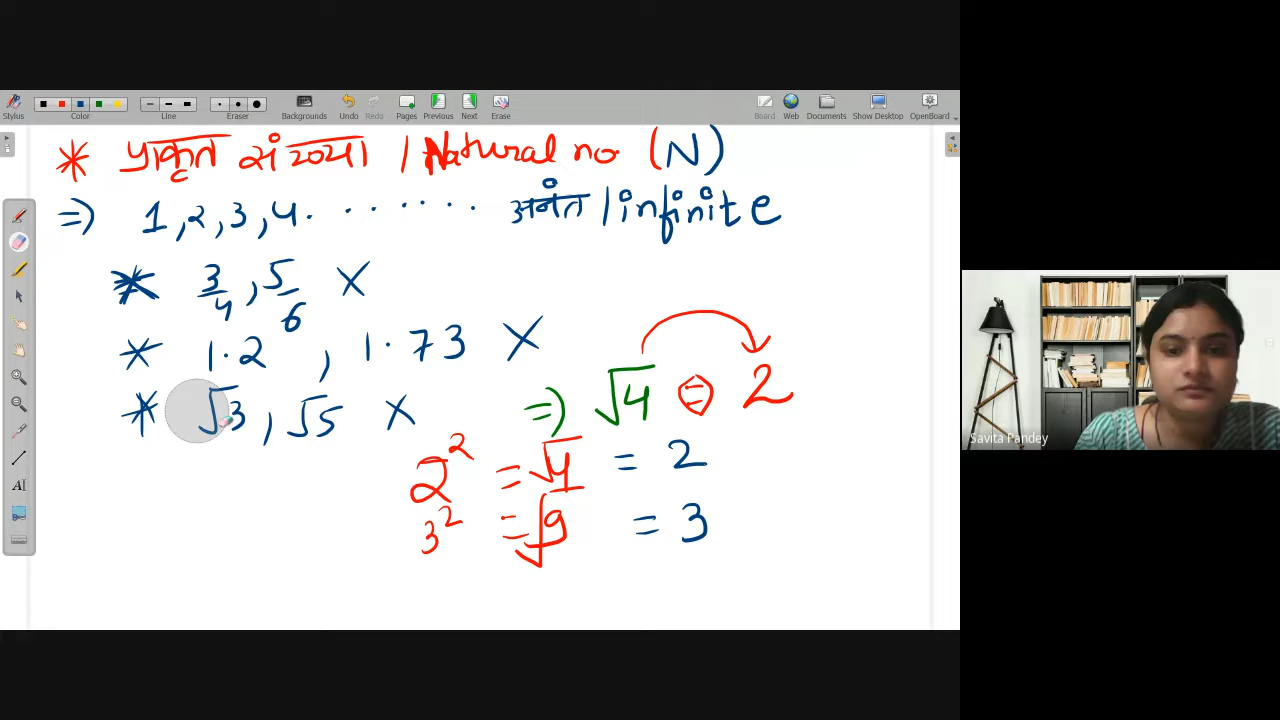 Stylus Color Line Eraser Backgrounds Undo Redo Pages Previous Next Erase Board Web Documents Show Desktop OpenBoard
* प्राकृत संख्या / Natural no (N)
=> 1, 2, 3, 4 . . . . . . . . अनंत / infinite
* 3/4, 5/6 X
* 1.2, 1.73 X
* √3, √5 X => √4 = 2
2² = √4 = 2
3² = √9 = 3
Savita Pandey